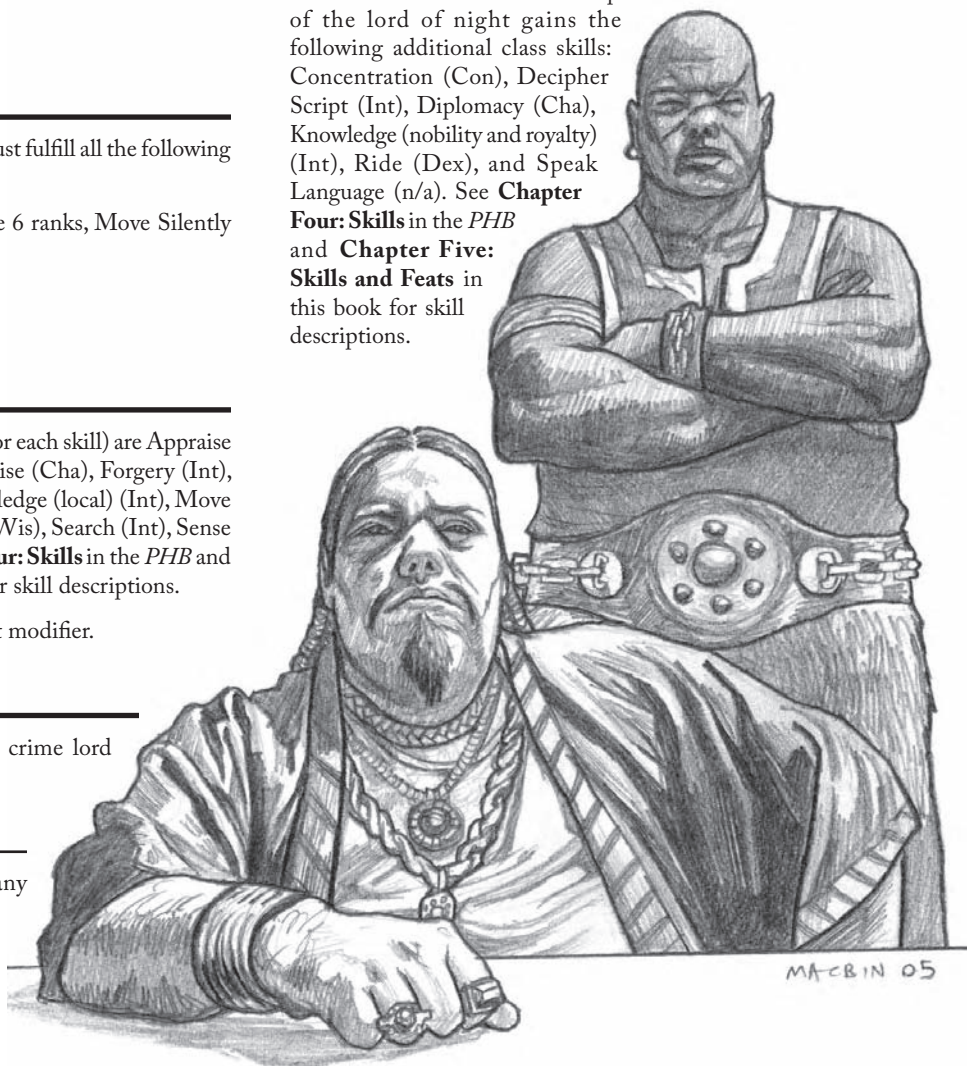 ust fulfill all the following
e 6 ranks, Move Silently
or each skill) are Appraise
ise (Cha), Forgery (Int),
ledge (local) (Int), Move
Wis), Search (Int), Sense
ur: Skills in the PHB and
r skill descriptions.
t modifier.
crime lord
any
of the lord of night gains the
following additional class skills:
Concentration (Con), Decipher
Script (Int), Diplomacy (Cha),
Knowledge (nobility and royalty)
(Int), Ride (Dex), and Speak
Language (n/a). See Chapter
Four: Skills in the PHB
and Chapter Five:
Skills and Feats in
this book for skill
descriptions.
MACBIN 05